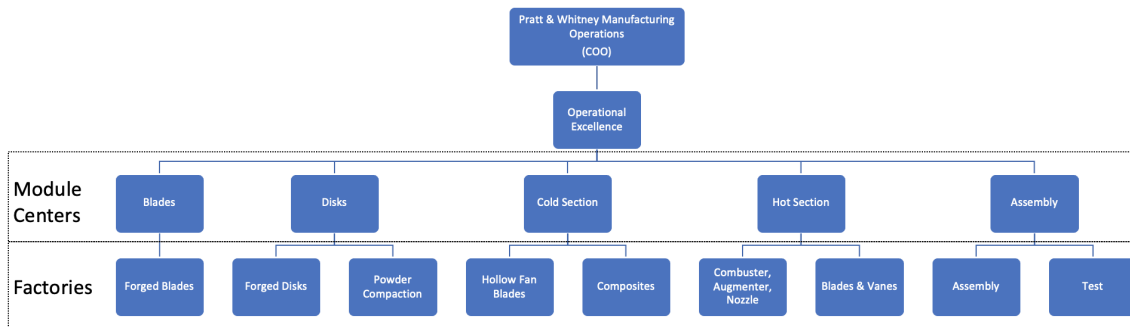 Pratt & Whitney Manufacturing
Operations
(COO)
Operational
Excellence
Module
Centers
Blades
Disks
Cold Section
Hot Section
Assembly
Factories
Forged Blades
Forged Disks
Powder
Compaction
Hollow Fan
Blades
Composites
Combuster,
Augmenter,
Nozzle
Blades & Vanes
Assembly
Test